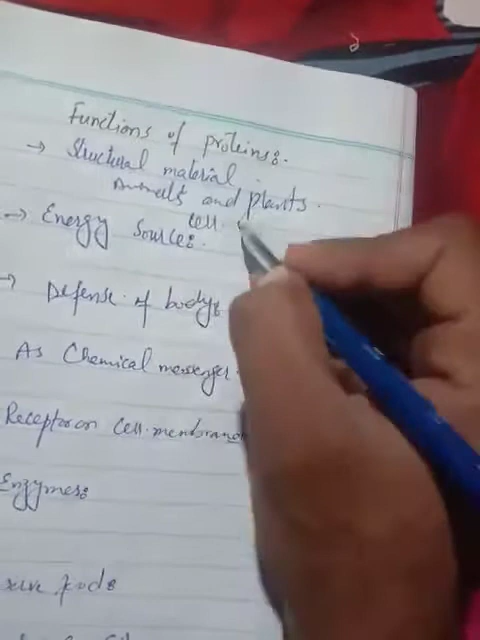 Functions of proteins:-
→ Structural material.
Animals and plants.
cell.
→ Energy Source:
→ Defense of body:
As Chemical messenger
Receptor on Cell-membrane
Enzymes: